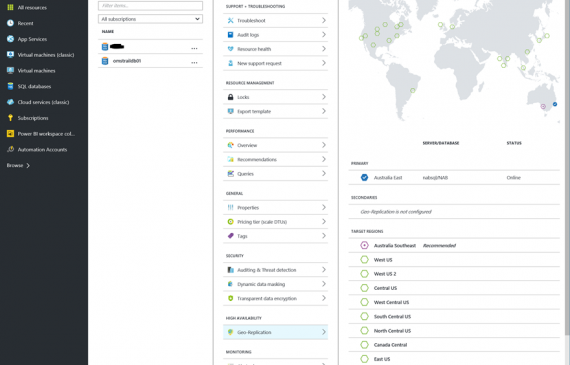 All resources
Recent
App Services
Virtual machines (classic)
Virtual machines
SQL databases
Cloud services (classic)
Subscriptions
Power BI workspace col...
Automation Accounts
Browse
Filter items...
All subscriptions
NAME
...
...
SUPPORT + TROUBLESHOOTING
Troubleshoot
Audit logs
Resource health
New support request
RESOURCE MANAGEMENT
Locks
Export template
PERFORMANCE
Overview
Recommendations
Queries
GENERAL
Properties
Pricing tier (scale DTUs)
Tags
SECURITY
Auditing & Threat detection
Dynamic data masking
Transparent data encryption
HIGH AVAILABILITY
Geo-Replication
MONITORING
SERVER/DATABASE
STATUS
PRIMARY
Australia East
Online
SECONDARIES
Geo-Replication is not configured
TARGET REGIONS
Australia Southeast Recommended
West US
West US 2
Central US
West Central US
South Central US
North Central US
Canada Central
East US